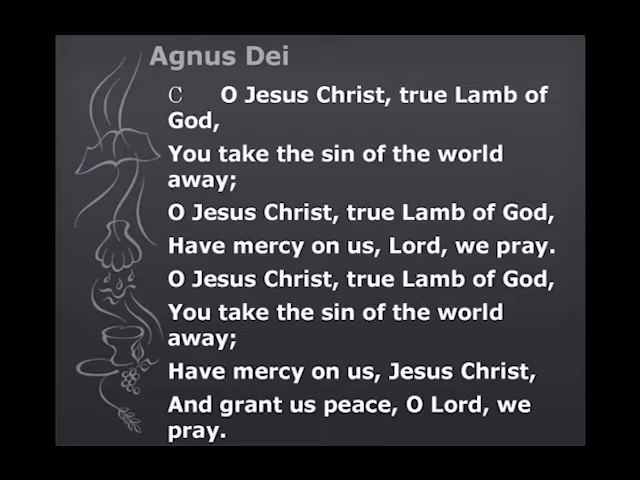 Agnus Dei
C O Jesus Christ, true Lamb of
God,
You take the sin of the world
away;
O Jesus Christ, true Lamb of God,
Have mercy on us, Lord, we pray.
O Jesus Christ, true Lamb of God,
You take the sin of the world
away;
Have mercy on us, Jesus Christ,
And grant us peace, O Lord, we
pray.